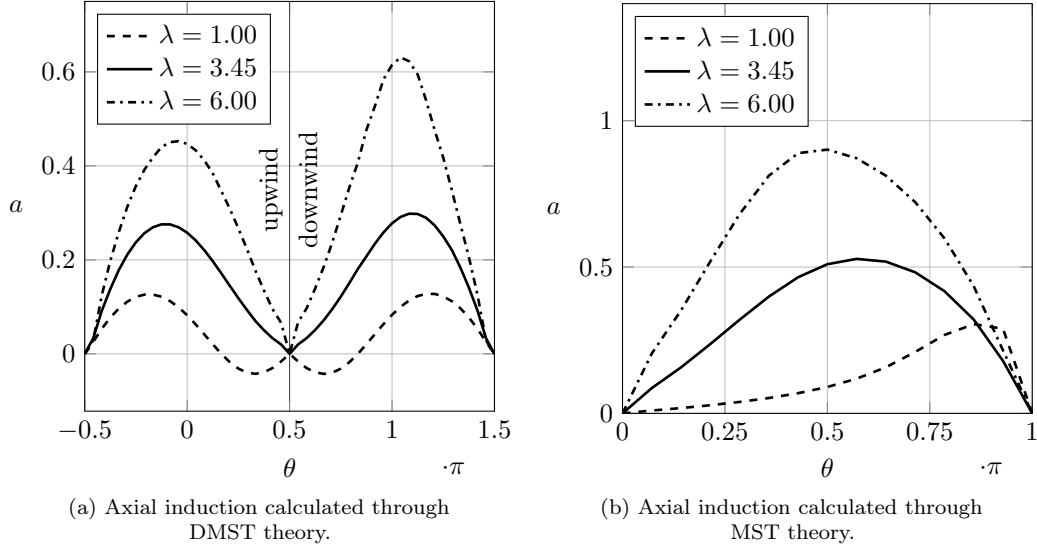 λ = 1.00
λ = 3.45
λ = 6.00
upwind
downwind
0.6
0.4
0.2
0
a
−0.5
0
0.5
1
1.5
θ
·π
(a) Axial induction calculated through
DMST theory.
λ = 1.00
λ = 3.45
λ = 6.00
1
0.5
0
a
0
0.25
0.5
0.75
1
θ
·π
(b) Axial induction calculated through
MST theory.